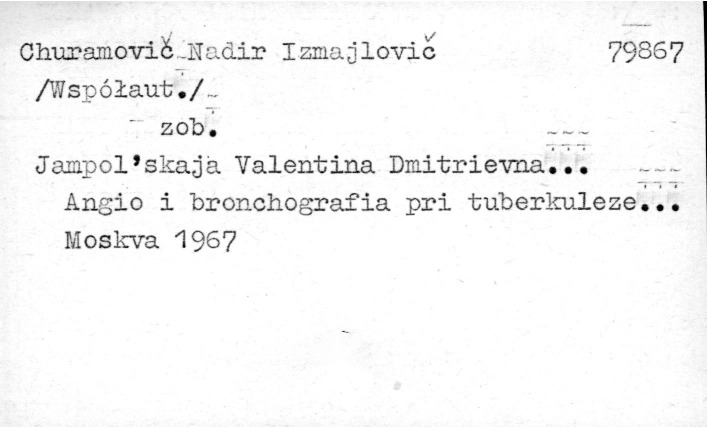 Churamovič Nadir Izmajlovič 79867
/Współaut./
zob.
Jampol'skaja Valentina Dmitrievna...
Angio i bronchografia pri tuberkuleze...
Moskva 1967